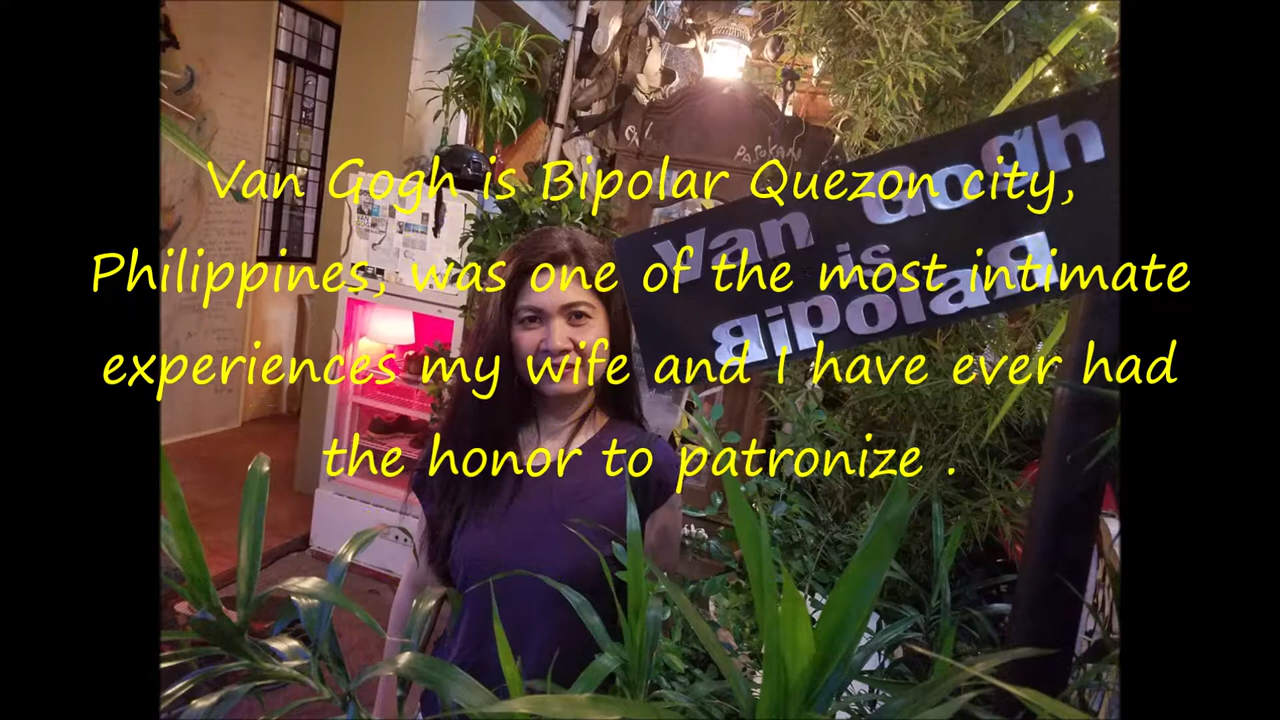 Van Gogh is Bipolar Quezon city,
Philippines, was one of the most intimate
experiences my wife and I have ever had
the honor to patronize .
PASUKAN
Van Gogh
is
BipolaR